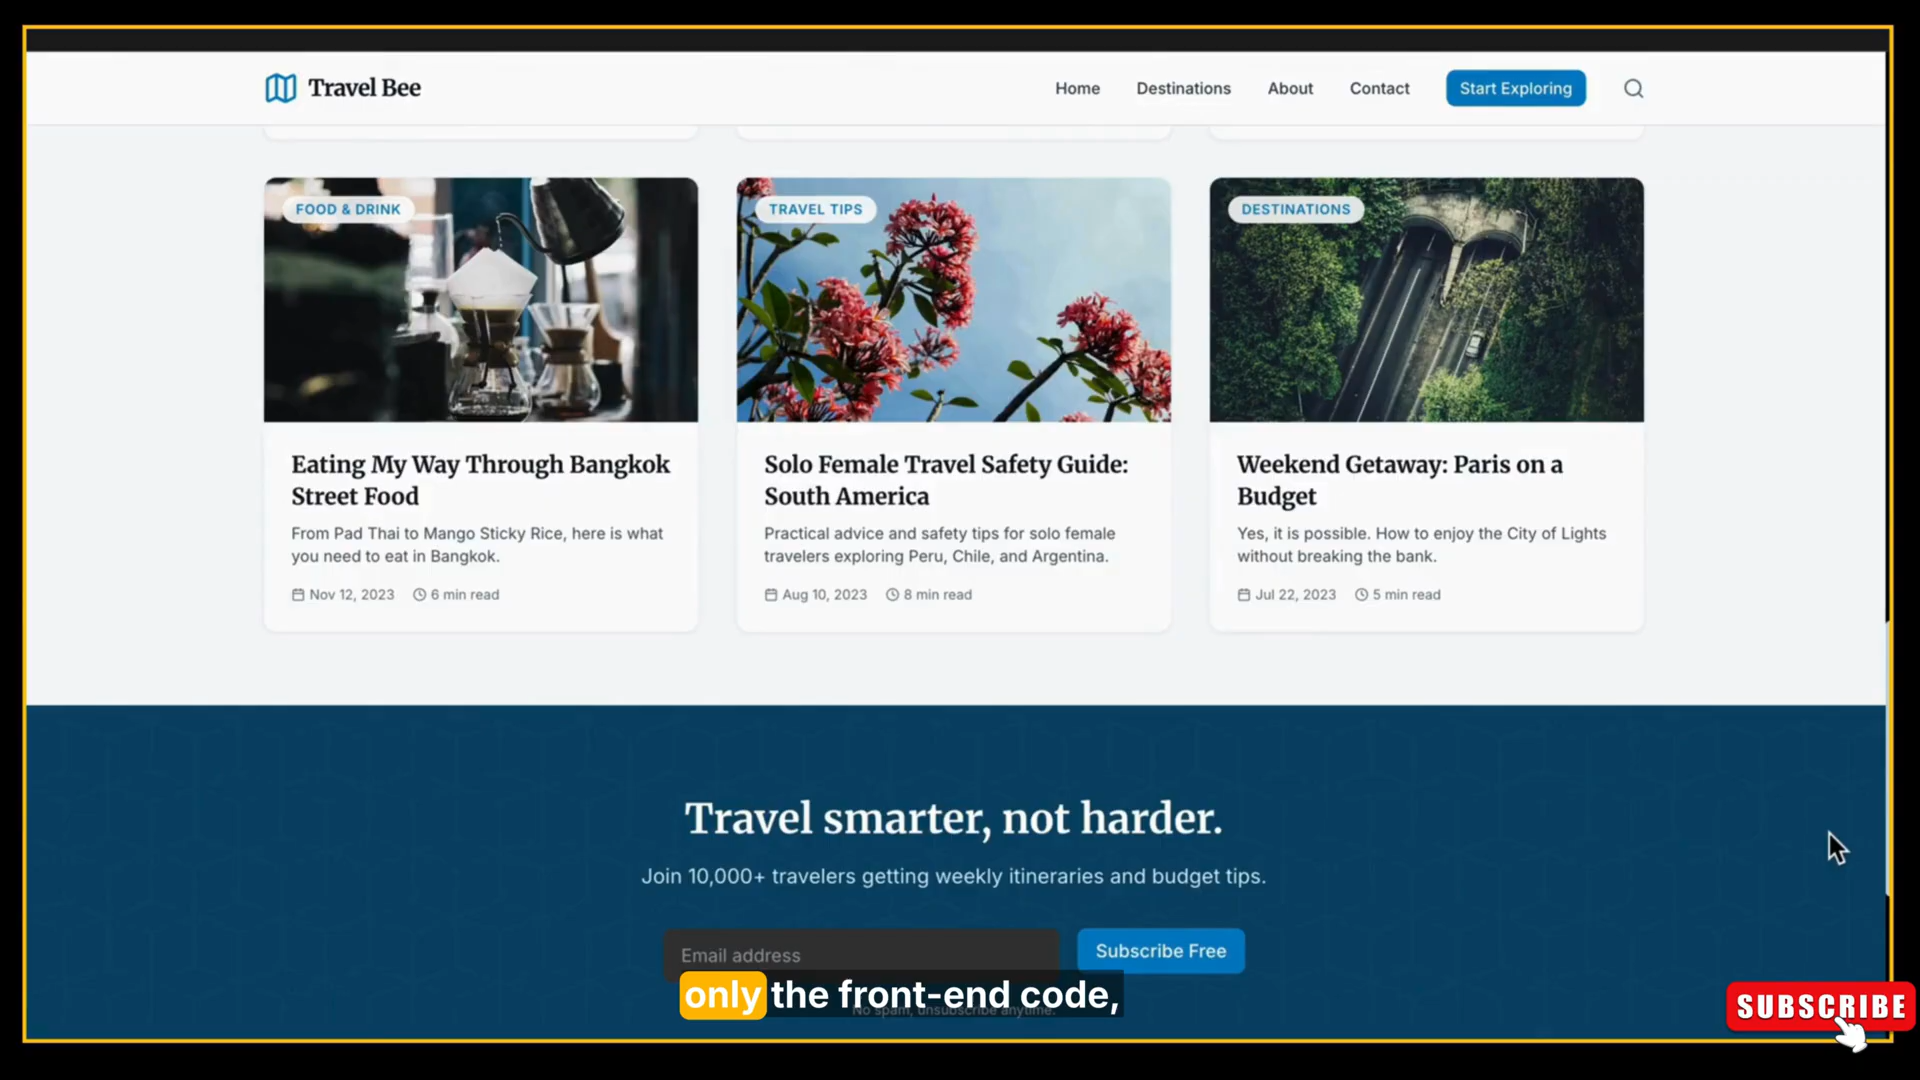 Travel Bee
Home
Destinations
About
Contact
Start Exploring
FOOD & DRINK
TRAVEL TIPS
DESTINATIONS
Eating My Way Through Bangkok
Street Food
From Pad Thai to Mango Sticky Rice, here is what
you need to eat in Bangkok.
Nov 12, 2023
6 min read
Solo Female Travel Safety Guide:
South America
Practical advice and safety tips for solo female
travelers exploring Peru, Chile, and Argentina.
Aug 10, 2023
8 min read
Weekend Getaway: Paris on a
Budget
Yes, it is possible. How to enjoy the City of Lights
without breaking the bank.
Jul 22, 2023
5 min read
Travel smarter, not harder.
Join 10,000+ travelers getting weekly itineraries and budget tips.
Email address
Subscribe Free
only the front-end code,
No spam, unsubscribe anytime.
SUBSCRIBE